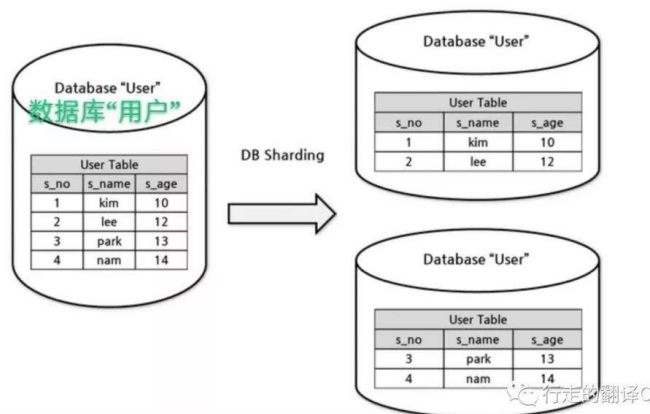 Database “User”
数据库“用户”
User Table
s_no s_name s_age
1 kim 10
2 lee 12
3 park 13
4 nam 14
DB Sharding
Database “User”
User Table
s_no s_name s_age
1 kim 10
2 lee 12
Database “User”
User Table
s_no s_name s_age
3 park 13
4 nam 14
行走的翻译C